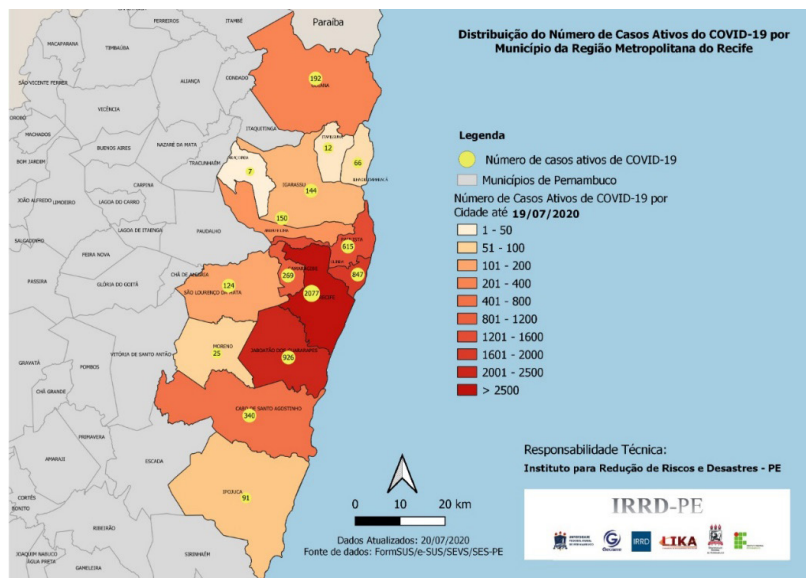 Distribuição do Número de Casos Ativos do COVID-19 por
Município da Região Metropolitana do Recife
Paraíba
FERREIROS
ITAMBÉ
MACAPARANA
TIMBAÚBA
SÃO VICENTE FERRER
ALIANÇA
CONDADO
192
GOIANA
VICÊNCIA
OROBÓ
MACHADOS
ITAQUITINGA
BUENOS AIRES
NAZARÉ DA MATA
BOM JARDIM
TRACUNHAÉM
ARAÇOIABA
7
ITAPISSUMA
12
66
IGARASSU
144
CARPINA
JOÃO ALFREDO
LIMOEIRO
LAGOA DO CARRO
150
SALGADINHO
LAGOA DE ITAENGA
PAUDALHO
615
FEIRA NOVA
847
PASSIRA
GLÓRIA DO GOITÁ
CHÃ DE ALEGRIA
124
SÃO LOURENÇO DA MATA
CAMARAGIBE
269
2077
RECIFE
MORENO
25
VITÓRIA DE SANTO ANTÃO
JABOATÃO DOS GUARARAPES
926
GRAVATÁ
POMBOS
CHÃ GRANDE
CABO DE SANTO AGOSTINHO
340
PRIMAVERA
AMARAJI
ESCADA
IPOJUCA
91
CORTÊS
BONITO
RIBEIRÃO
JOAQUIM NABUCO
ÁGUA PRETA
GAMELEIRA
SIRINHAÉM
Legenda
Número de casos ativos de COVID-19
Municípios de Pernambuco
Número de Casos Ativos de COVID-19 por
Cidade até 19/07/2020
1 - 50
51 - 100
101 - 200
201 - 400
401 - 800
801 - 1200
1201 - 1600
1601 - 2000
2001 - 2500
> 2500
0 10 20 km
Dados Atualizados: 20/07/2020
Fonte de dados: FormSUS/e-SUS/SEVS/SES-PE
Responsabilidade Técnica:
Instituto para Redução de Riscos e Desastres - PE
IRRD-PE
IRRD
LIKA